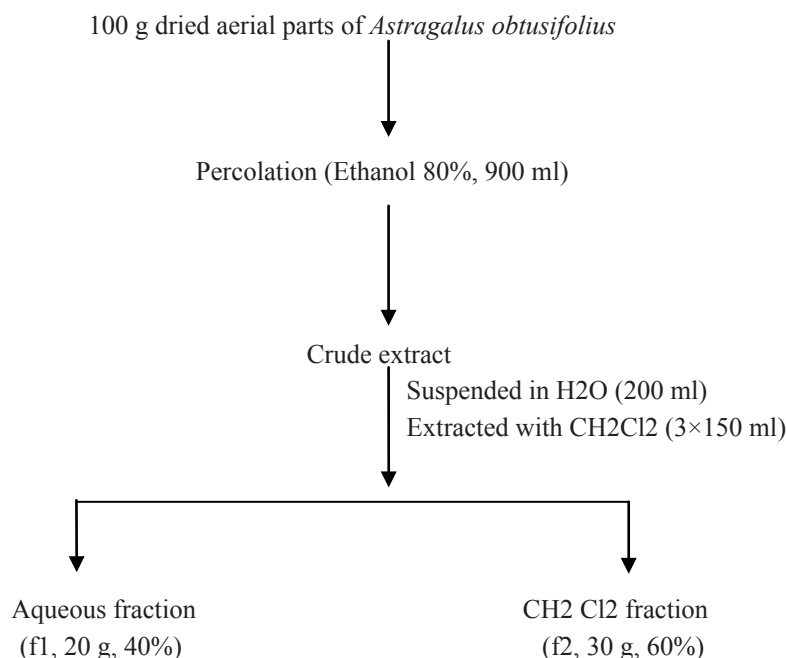 100 g dried aerial parts of Astragalus obtusifolius
Percolation (Ethanol 80%, 900 ml)
Crude extract
Suspended in H2O (200 ml)
Extracted with CH2Cl2 (3×150 ml)
Aqueous fraction
(f1, 20 g, 40%)
CH2 Cl2 fraction
(f2, 30 g, 60%)